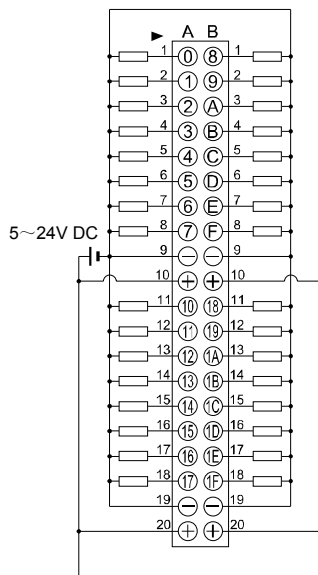 A B
1 0 8 1
2 1 9 2
3 2 A 3
4 3 B 4
5 4 C 5
6 5 D 6
7 6 E 7
8 7 F 8
5～24V DC
9 − − 9
10 + + 10
11 10 18 11
12 11 19 12
13 12 1A 13
14 13 1B 14
15 14 1C 15
16 15 1D 16
17 16 1E 17
18 17 1F 18
19 − − 19
20 + + 20